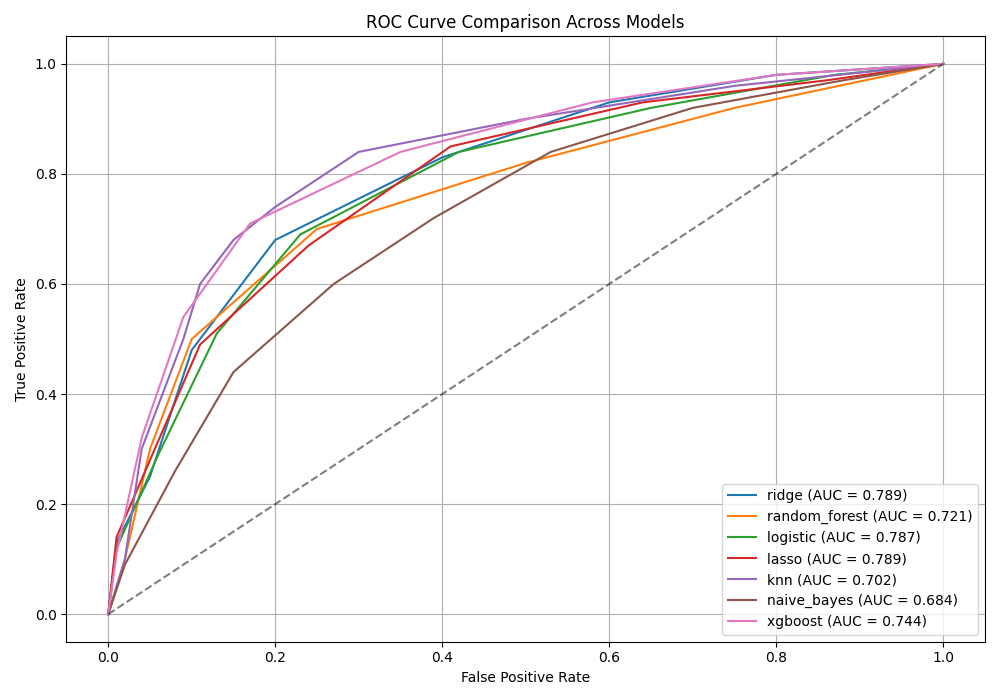 ROC Curve Comparison Across Models
True Positive Rate
1.0
0.8
0.6
0.4
0.2
0.0
0.0 0.2 0.4 0.6 0.8 1.0
False Positive Rate
ridge (AUC = 0.789)
random_forest (AUC = 0.721)
logistic (AUC = 0.787)
lasso (AUC = 0.789)
knn (AUC = 0.702)
naive_bayes (AUC = 0.684)
xgboost (AUC = 0.744)